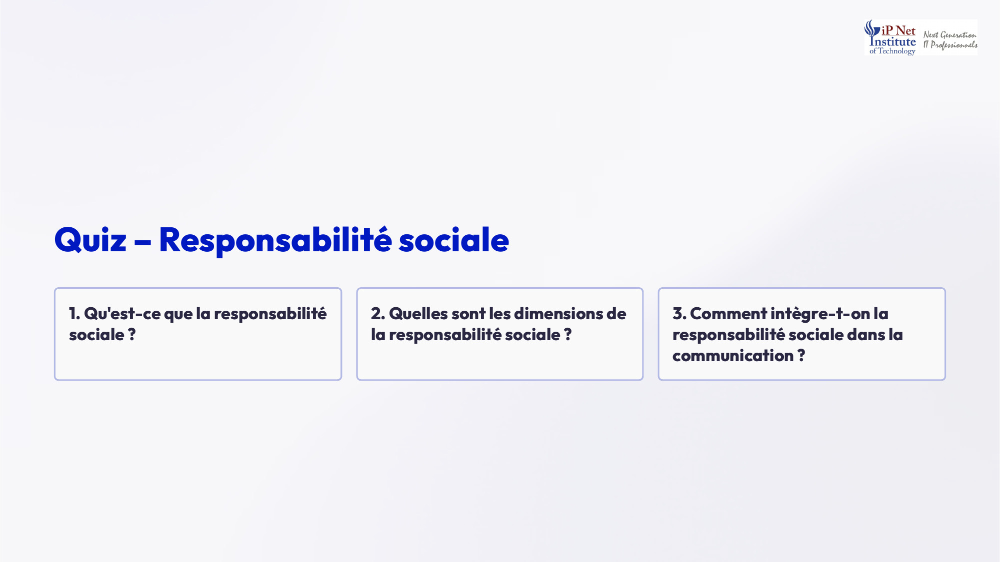 iP Net
Institute
of Technology
Next Generation
IT Professionnels
Quiz – Responsabilité sociale
1. Qu'est-ce que la responsabilité
sociale ?
2. Quelles sont les dimensions de
la responsabilité sociale ?
3. Comment intègre-t-on la
responsabilité sociale dans la
communication ?